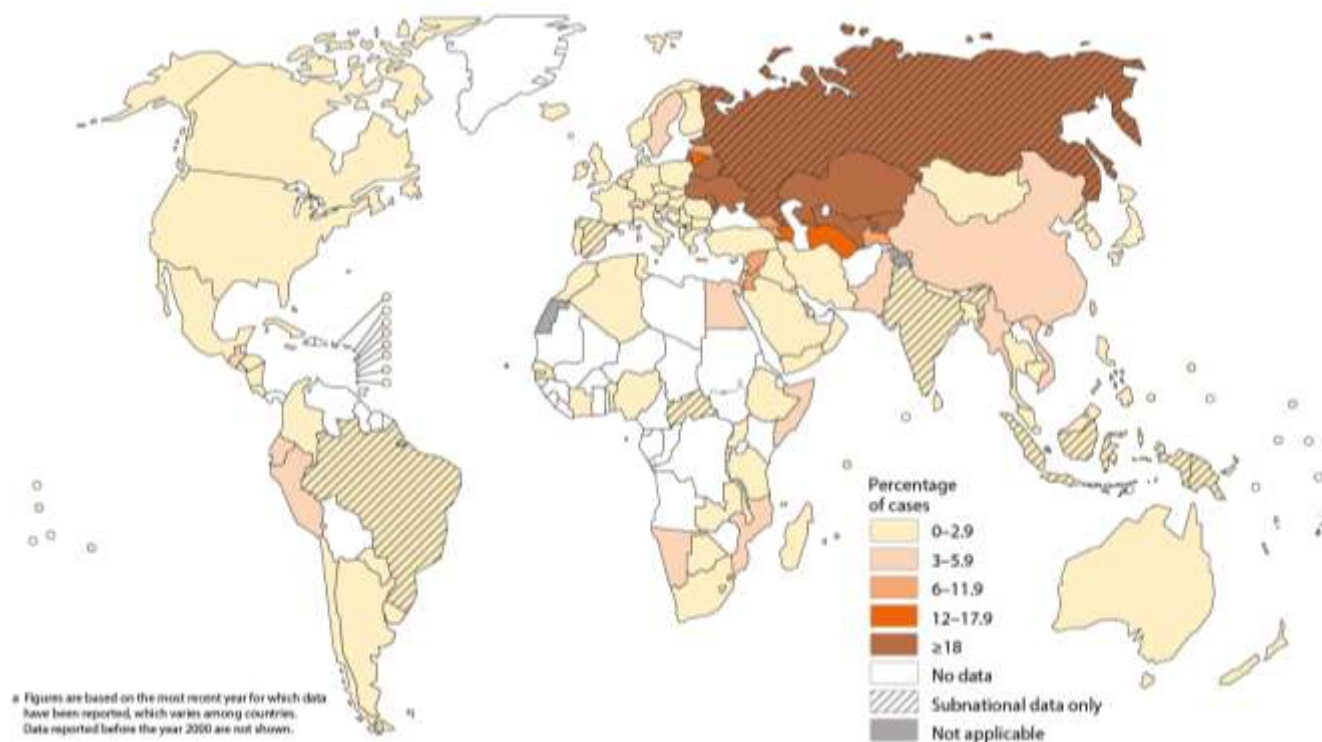 Percentage
of cases
0–2.9
3–5.9
6–11.9
12–17.9
≥18
No data
Subnational data only
Not applicable
a Figures are based on the most recent year for which data
have been reported, which varies among countries.
Data reported before the year 2000 are not shown.